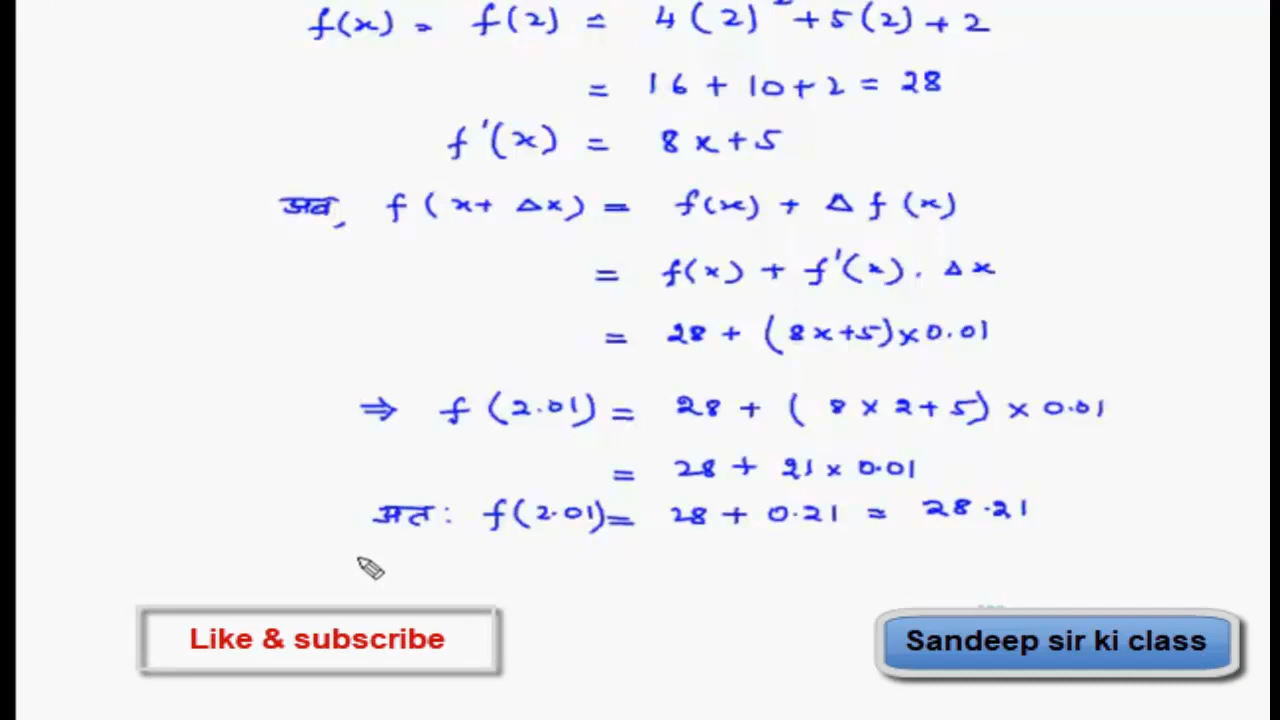 f(x) = f(2) = 4(2)² + 5(2) + 2
= 16 + 10 + 2 = 28
f'(x) = 8x + 5
अब, f(x + Δx) = f(x) + Δf(x)
= f(x) + f'(x) . Δx
= 28 + (8x+5) × 0.01
⇒ f(2.01) = 28 + (8 × 2 + 5) × 0.01
= 28 + 21 × 0.01
अतः f(2.01) = 28 + 0.21 = 28.21
Like & subscribe
Sandeep sir ki class